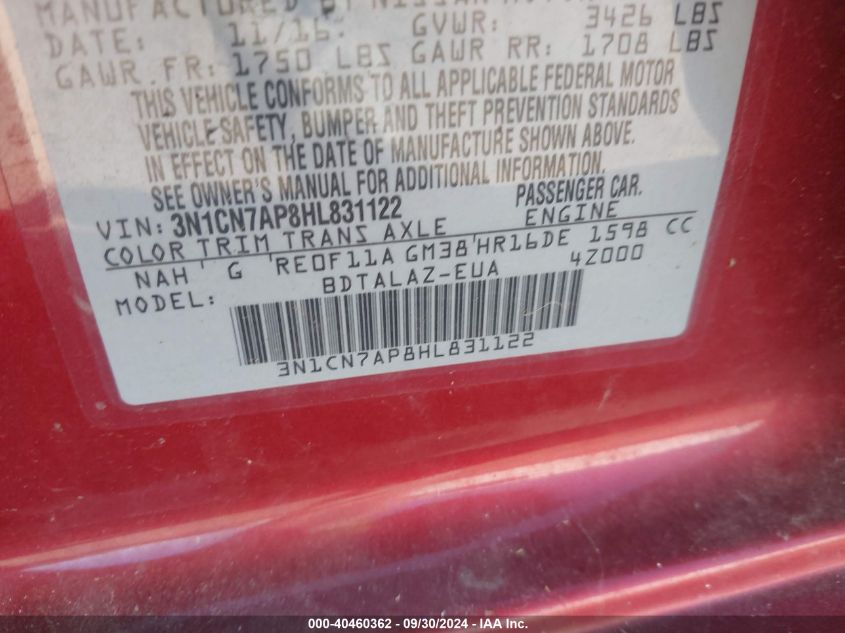 MANUFACTURED BY NISSAN MOTOR
DATE: 11/16. GVWR: 3426 LBS
GAWR FR: 1750 LBS GAWR RR: 1708 LBS
THIS VEHICLE CONFORMS TO ALL APPLICABLE FEDERAL MOTOR
VEHICLE SAFETY, BUMPER AND THEFT PREVENTION STANDARDS
IN EFFECT ON THE DATE OF MANUFACTURE SHOWN ABOVE.
SEE OWNER'S MANUAL FOR ADDITIONAL INFORMATION.
VIN: 3N1CN7AP8HL831122 PASSENGER CAR.
COLOR TRIM TRANS AXLE ENGINE
NAH G RE0F11A GM38 HR16DE 1598 CC
MODEL: BDTALAZ-EUA 4Z000
3N1CN7AP8HL831122
000-40460362 - 09/30/2024 - IAA Inc.